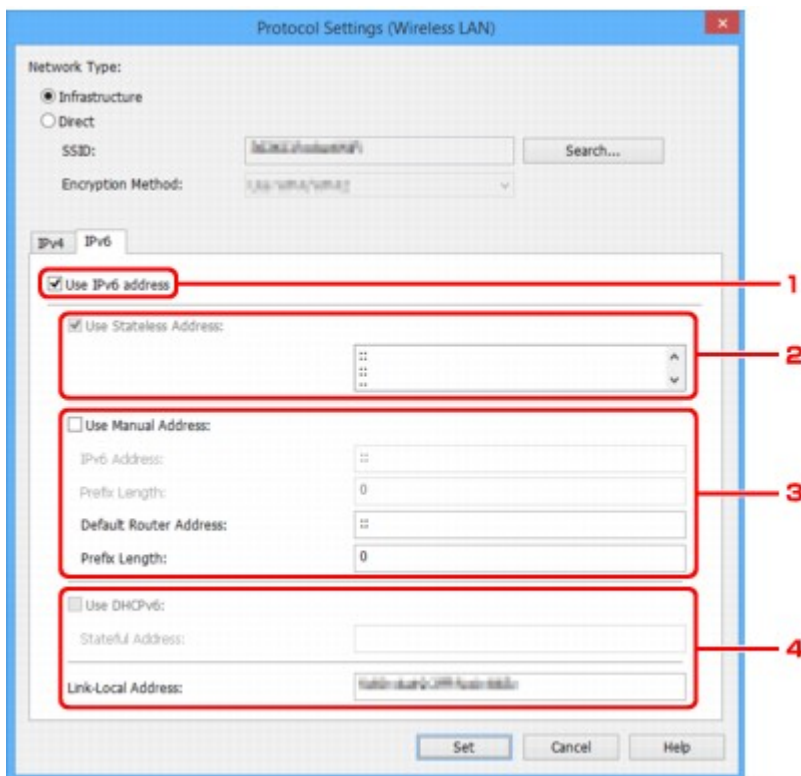 Protocol Settings (Wireless LAN)
Network Type:
Infrastructure
Direct
SSID:
Search...
Encryption Method:
IPv4 IPv6
Use IPv6 address
1
Use Stateless Address:
::
::
::
2
Use Manual Address:
IPv6 Address: ::
Prefix Length: 0
3
Default Router Address: ::
Prefix Length: 0
Use DHCPv6:
Stateful Address:
4
Link-Local Address:
Set Cancel Help